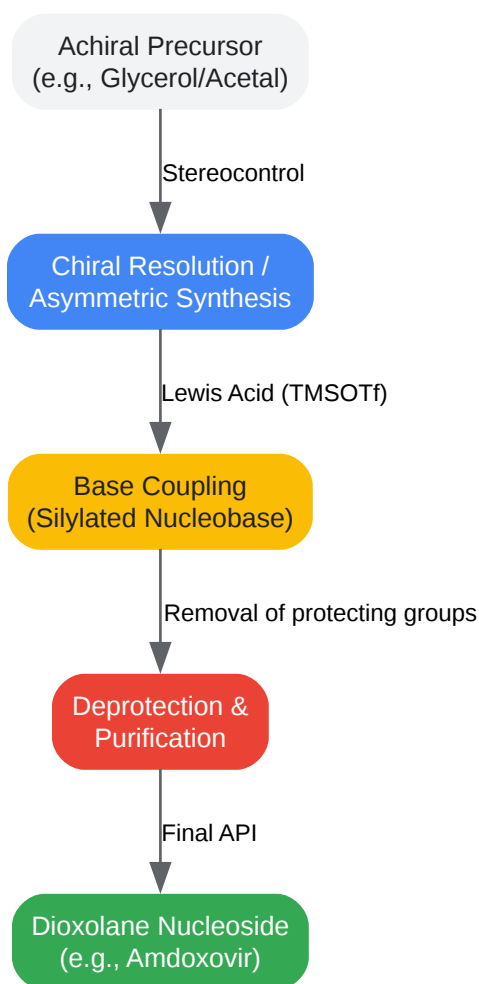 Achiral Precursor
(e.g., Glycerol/Acetal)
Stereocontrol
Chiral Resolution /
Asymmetric Synthesis
Lewis Acid (TMSOTf)
Base Coupling
(Silylated Nucleobase)
Removal of protecting groups
Deprotection &
Purification
Final API
Dioxolane Nucleoside
(e.g., Amdoxovir)